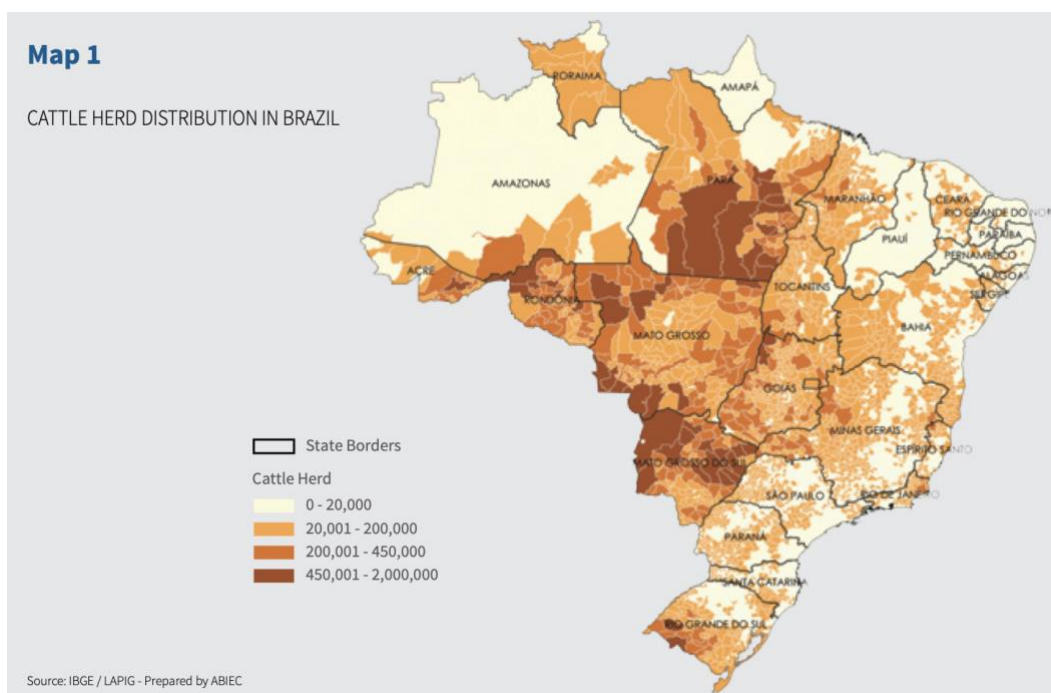 Map 1
CATTLE HERD DISTRIBUTION IN BRAZIL
RORAIMA
AMAPÁ
AMAZONAS
PARÁ
MARANHÃO
CEARÁ
RIO GRANDE DO NOR
PARAÍBA
PIAUÍ
PERNAMBUCO
ALAGOAS
SERGIPE
ACRE
RONDÔNIA
TOCANTINS
BAHIA
MATO GROSSO
GOIÁS
MINAS GERAIS
ESPÍRITO SANTO
MATO GROSSO DO SUL
SÃO PAULO
RIO DE JANEIRO
PARANÁ
SANTA CATARINA
RIO GRANDE DO SUL
State Borders
Cattle Herd
0 - 20,000
20,001 - 200,000
200,001 - 450,000
450,001 - 2,000,000
Source: IBGE / LAPIG - Prepared by ABIEC